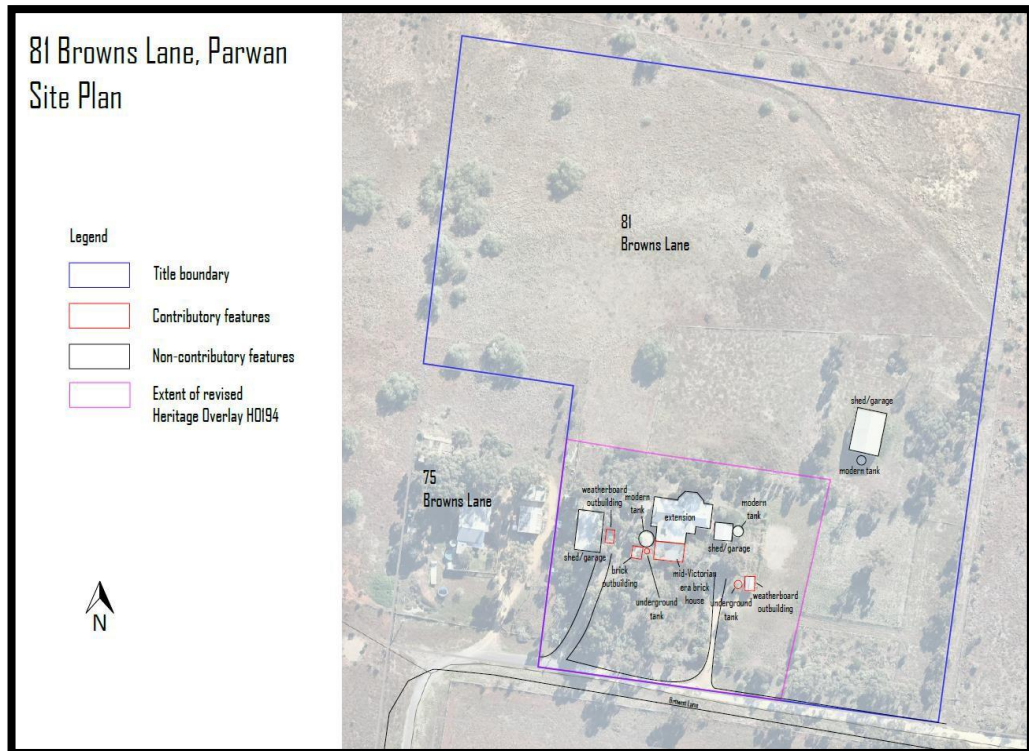 81 Browns Lane, Parwan
Site Plan
Legend
Title boundary
Contributory features
Non-contributory features
Extent of revised
Heritage Overlay HO194
N
81
Browns Lane
75
Browns Lane
shed/garage
modern tank
weatherboard
outbuilding
modern
tank
extension
modern
tank
shed/garage
shed/garage
brick
outbuilding
underground
tank
mid-Victorian
era brick
house
underground
tank
weatherboard
outbuilding
Lane